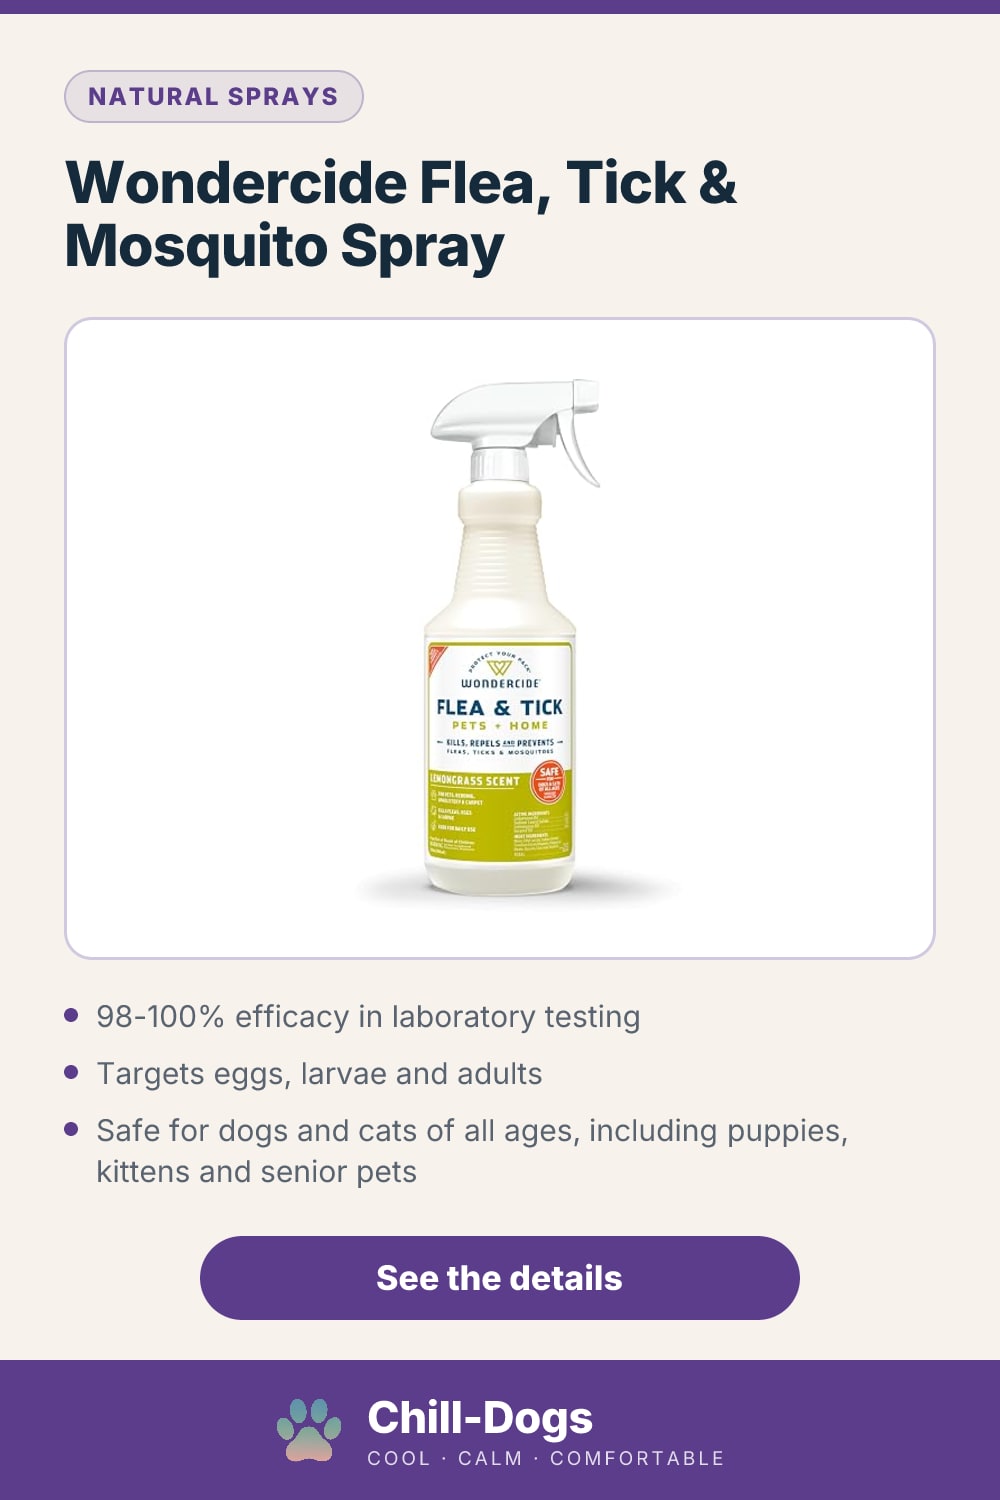 NATURAL SPRAYS
Wondercide Flea, Tick &
Mosquito Spray
PROTECT YOUR PACK
WONDERCIDE
FLEA & TICK
PETS + HOME
KILLS, REPELS AND PREVENTS
FLEAS, TICKS & MOSQUITOES
LEMONGRASS SCENT
SAFE
98-100% efficacy in laboratory testing
Targets eggs, larvae and adults
Safe for dogs and cats of all ages, including puppies,
kittens and senior pets
See the details
Chill-Dogs
COOL · CALM · COMFORTABLE